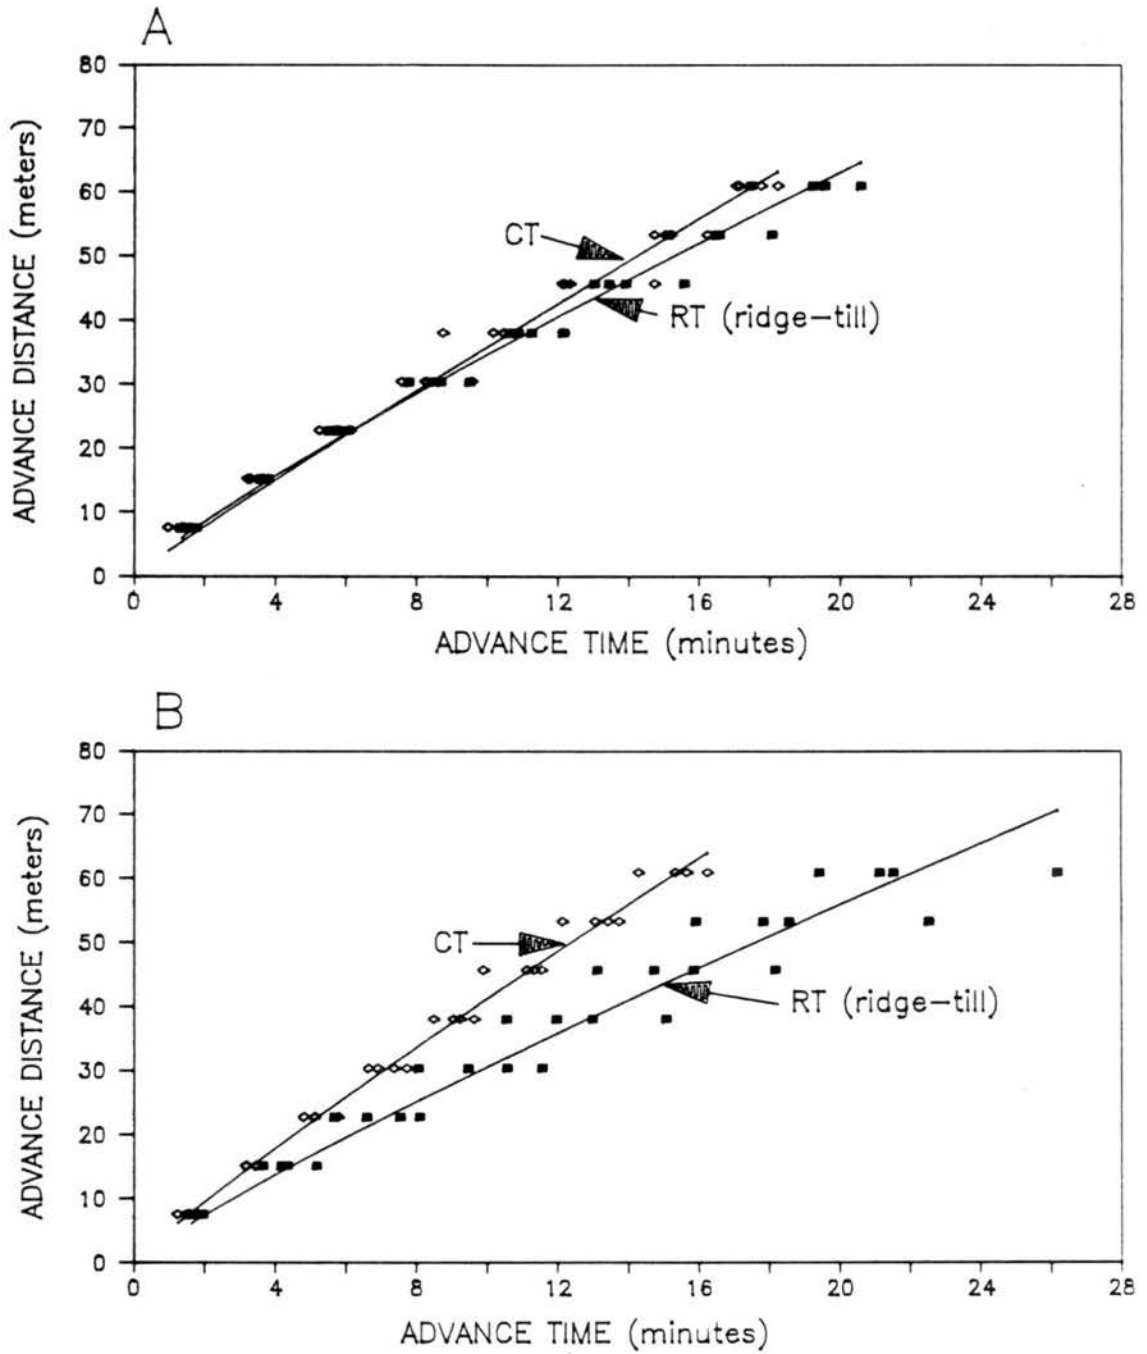 A
80
70
60
50
40
30
20
10
0
ADVANCE DISTANCE (meters)
CT
RT (ridge-till)
0 4 8 12 16 20 24 28
ADVANCE TIME (minutes)
B
80
70
60
50
40
30
20
10
0
ADVANCE DISTANCE (meters)
CT
RT (ridge-till)
0 4 8 12 16 20 24 28
ADVANCE TIME (minutes)